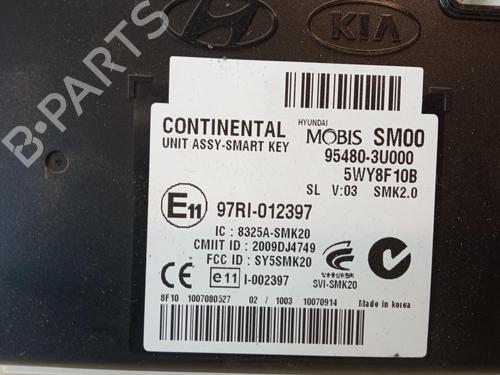 B-PARTS
KIA
CONTINENTAL
UNIT ASSY-SMART KEY
HYUNDAI
MOBIS SM00
95480-3U000
5WY8F10B
SL V:03 SMK2.0
E11 97RI-012397
IC : 8325A-SMK20
CMIIT ID : 2009DJ4749
FCC ID : SY5SMK20
CE e11 I-002397
SVI-SMK20
8F10 1007080527 02 / 1003 10070914 Made in korea